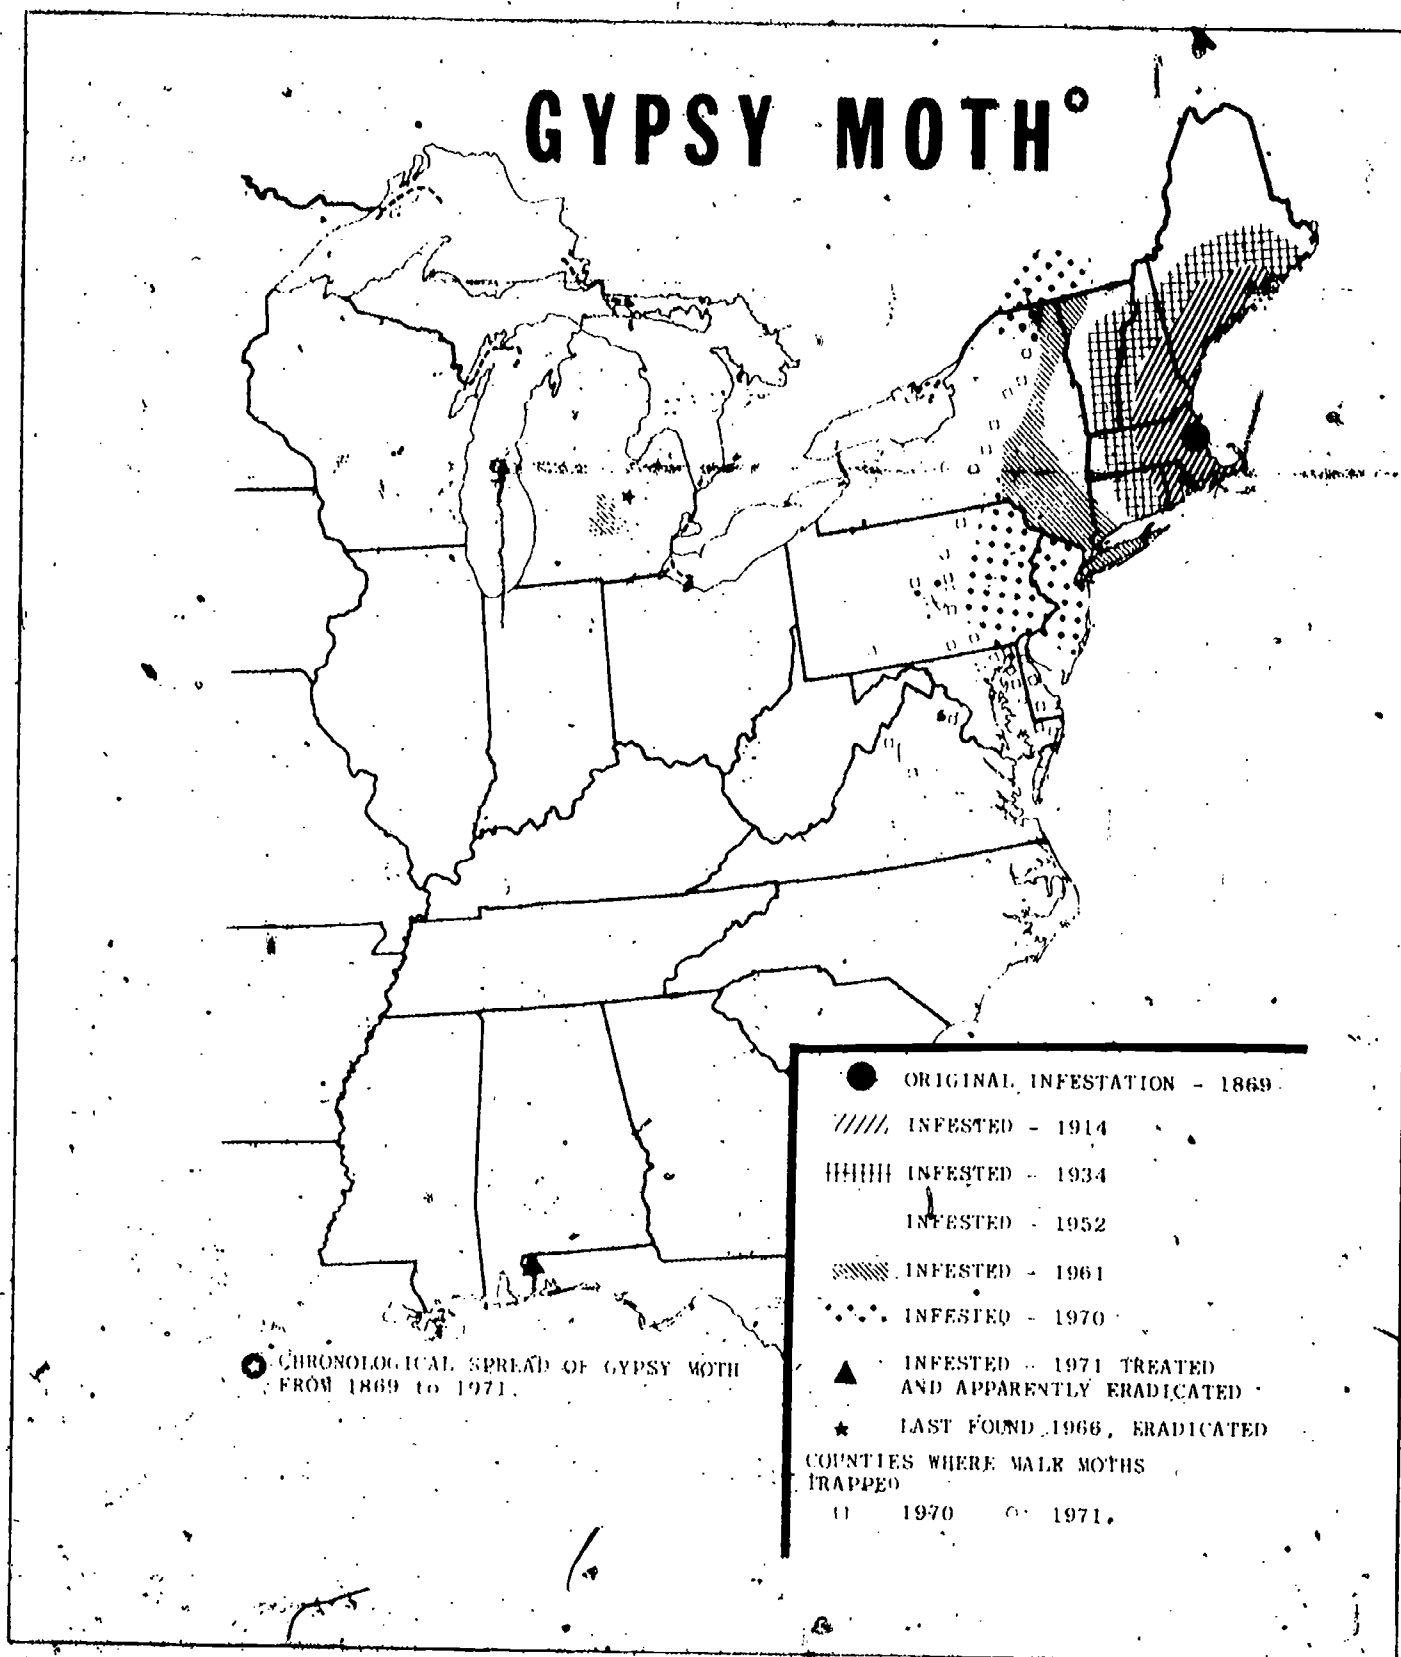 GYPSY MOTH
ORIGINAL INFESTATION - 1869
INFESTED - 1914
INFESTED - 1934
INFESTED - 1952
INFESTED - 1961
INFESTED - 1970
INFESTED - 1971 TREATED
AND APPARENTLY ERADICATED
LAST FOUND 1966, ERADICATED
COUNTIES WHERE MALE MOTHS
TRAPPED
1970 1971.
CHRONOLOGICAL SPREAD OF GYPSY MOTH
FROM 1869 to 1971.